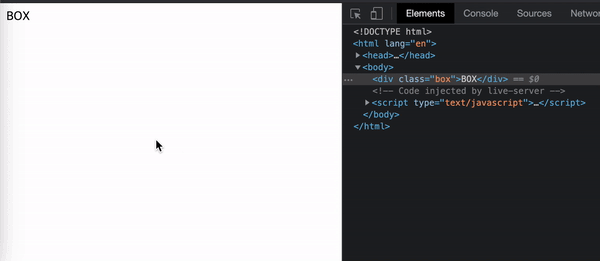 BOX
Elements Console Sources Networ
<!DOCTYPE html>
<html lang="en">
<head>…</head>
<body>
<div class="box">BOX</div> == $0
<!-- Code injected by live-server -->
<script type="text/javascript">…</script>
</body>
</html>